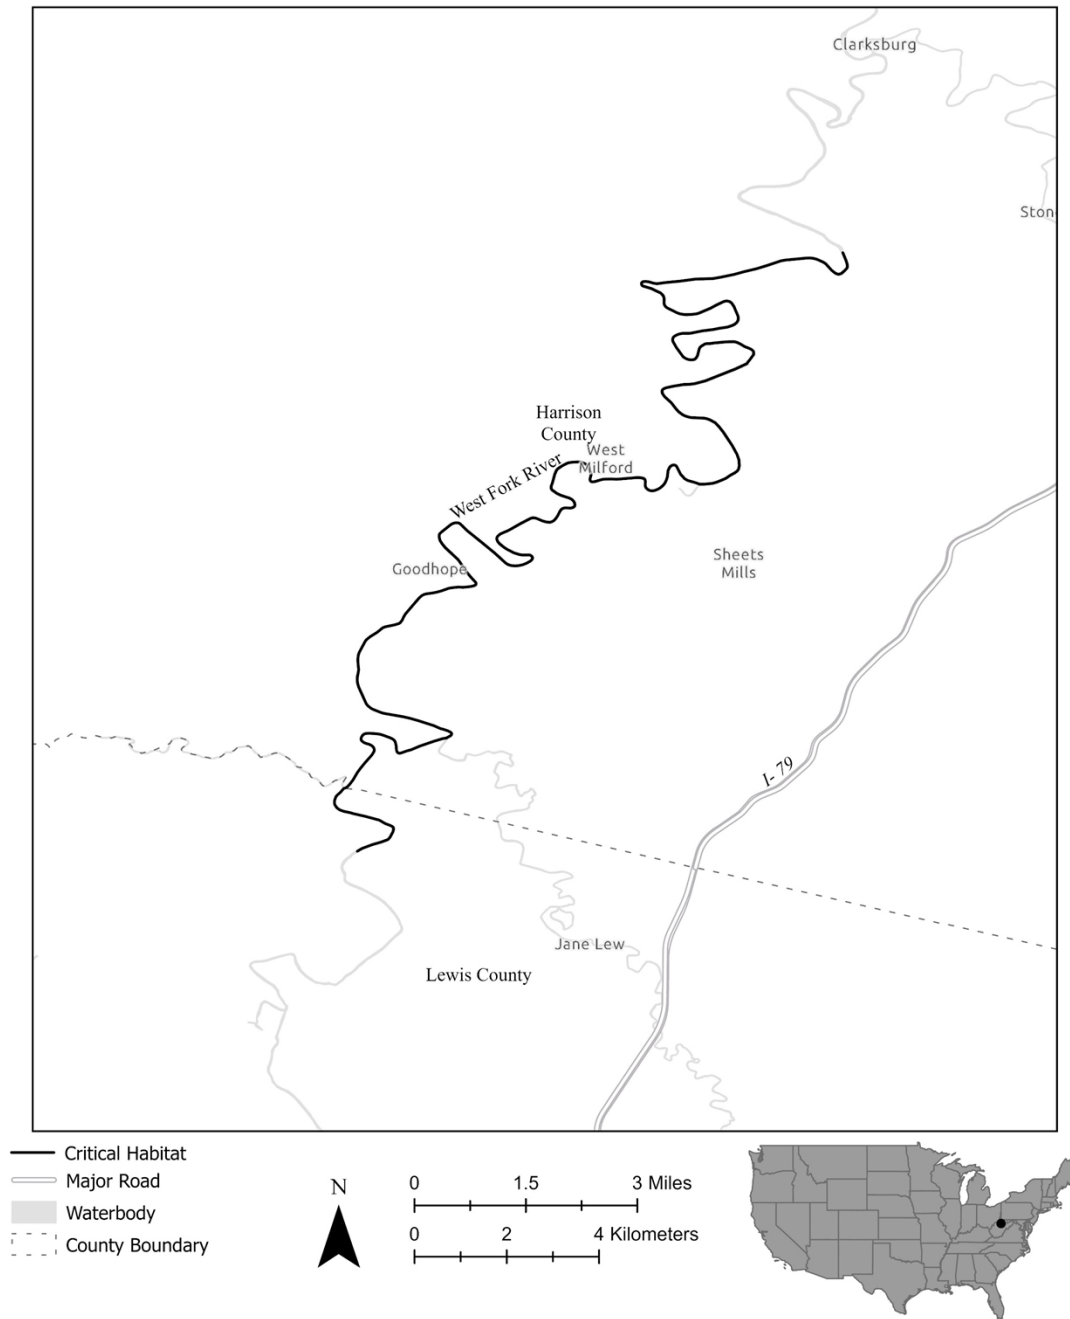 Clarksburg
Ston
Harrison
County
West
Milford
West Fork River
Goodhope
Sheets
Mills
I-79
Jane Lew
Lewis County
Critical Habitat
Major Road
Waterbody
County Boundary
N
0 1.5 3 Miles
0 2 4 Kilometers